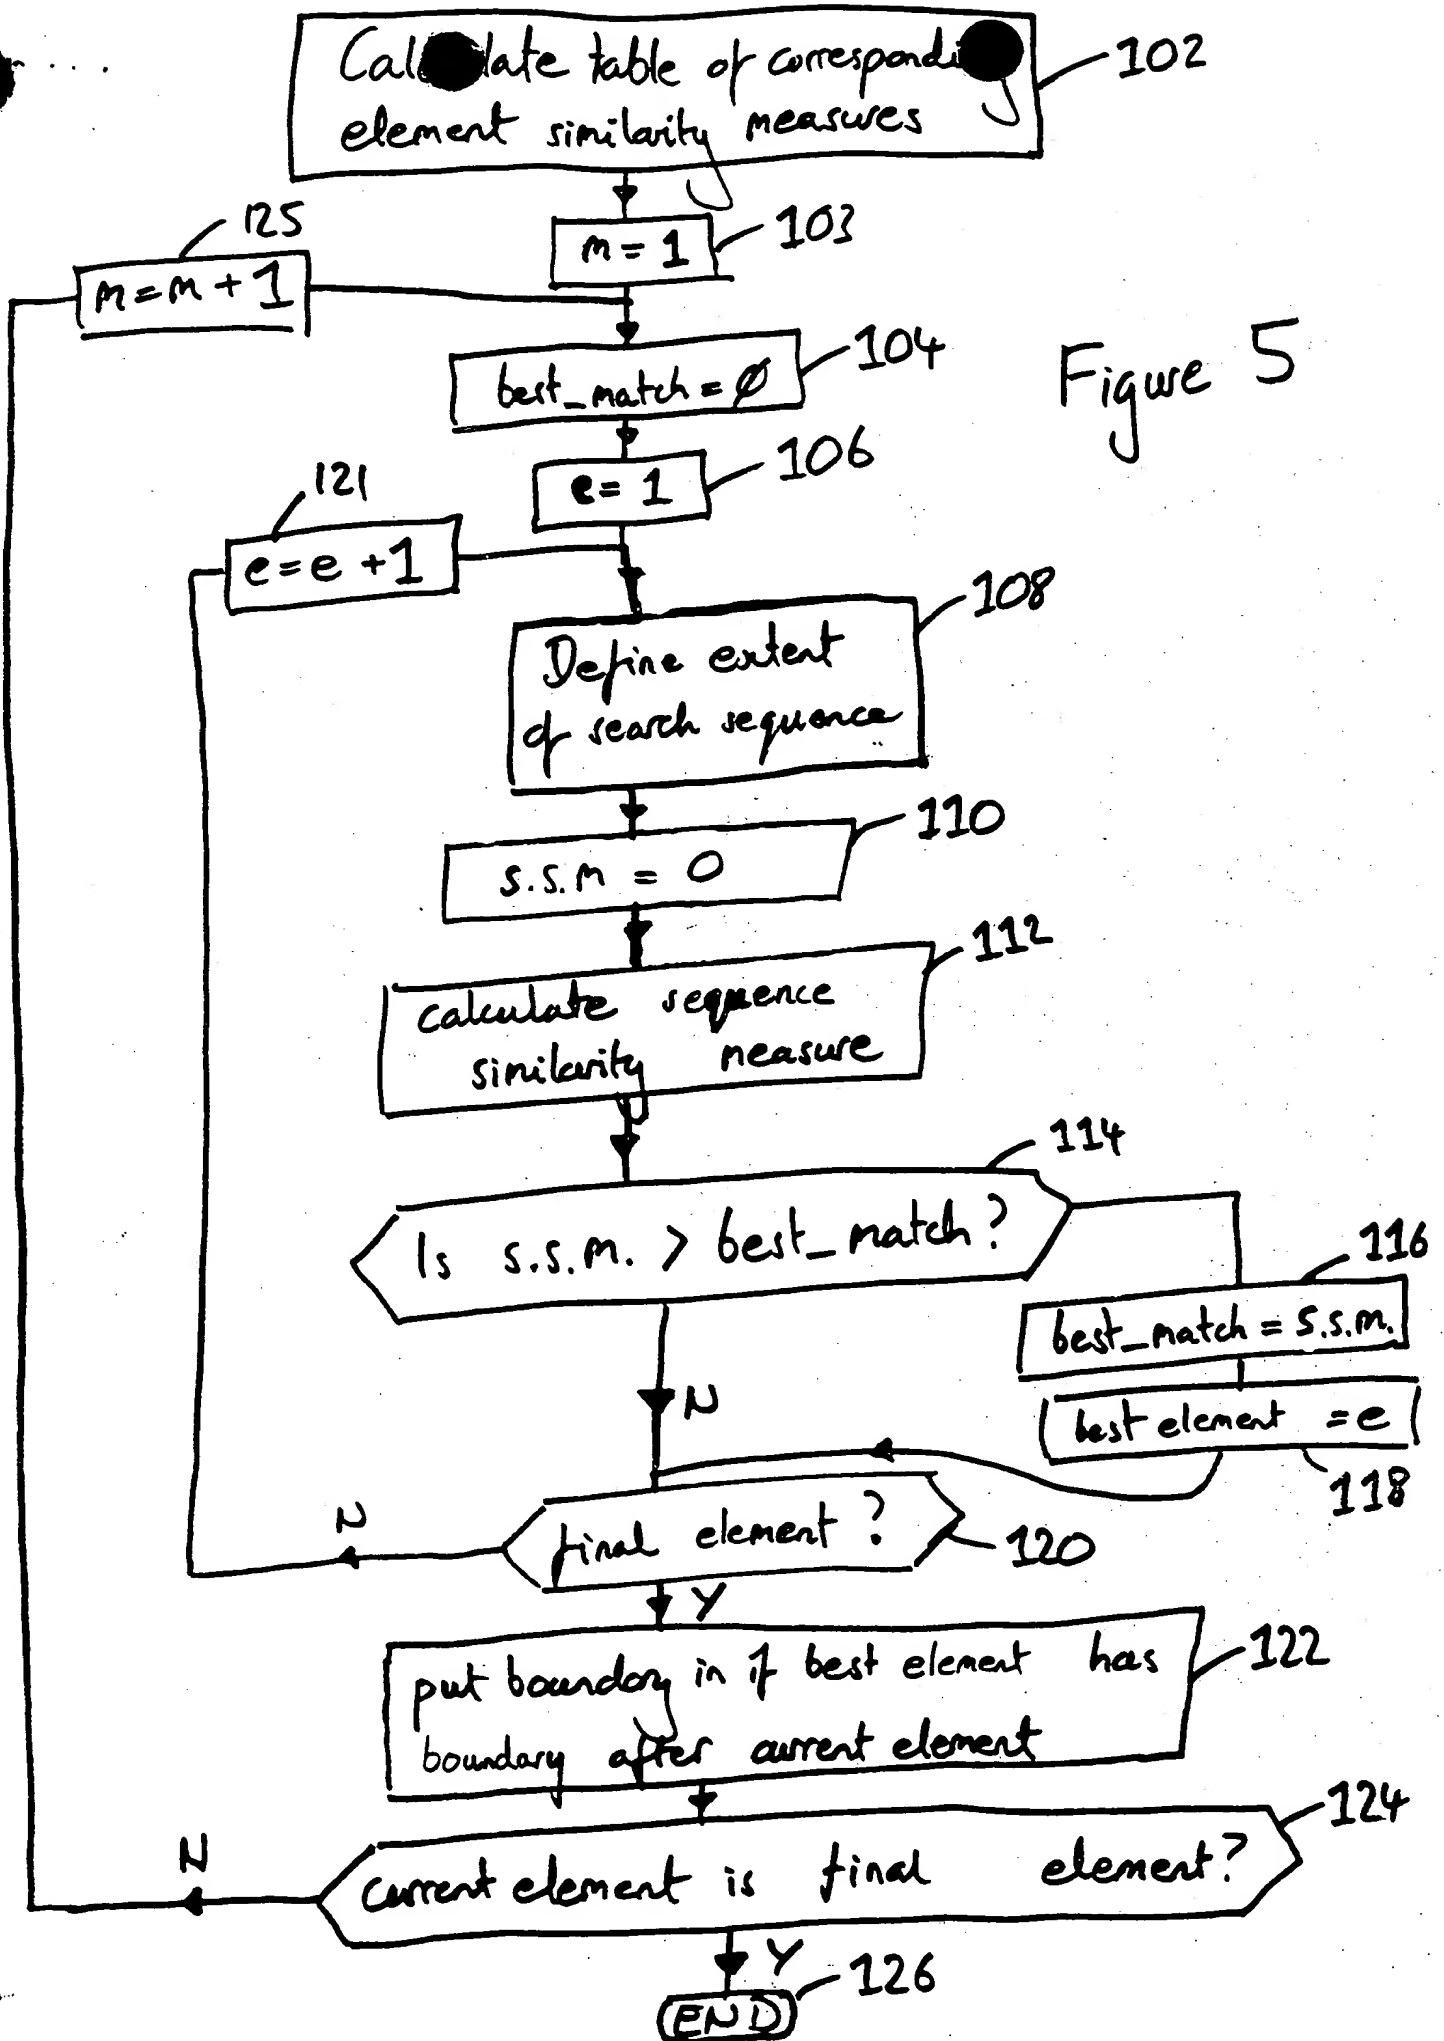 Calculate table of corresponding
element similarity measures
102
125
m = 1
103
m = m + 1
best_match = Ø
104
Figure 5
e = 1
106
121
e = e + 1
108
Define extent
of search sequence
110
s.s.m = 0
112
calculate sequence
similarity measure
114
Is s.s.m. > best_match?
116
best_match = s.s.m.
N
best element = e
118
N
final element?
120
Y
put boundary in if best element has
122
boundary after current element
124
N
current element is final element?
Y
126
END